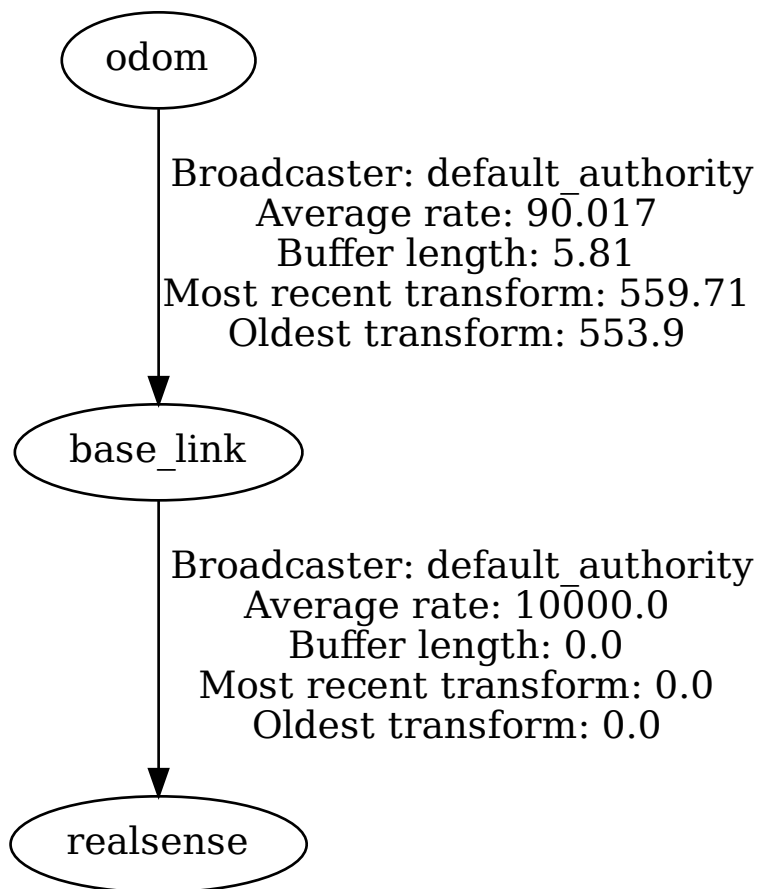 odom
Broadcaster: default_authority
Average rate: 90.017
Buffer length: 5.81
Most recent transform: 559.71
Oldest transform: 553.9
base_link
Broadcaster: default_authority
Average rate: 10000.0
Buffer length: 0.0
Most recent transform: 0.0
Oldest transform: 0.0
realsense